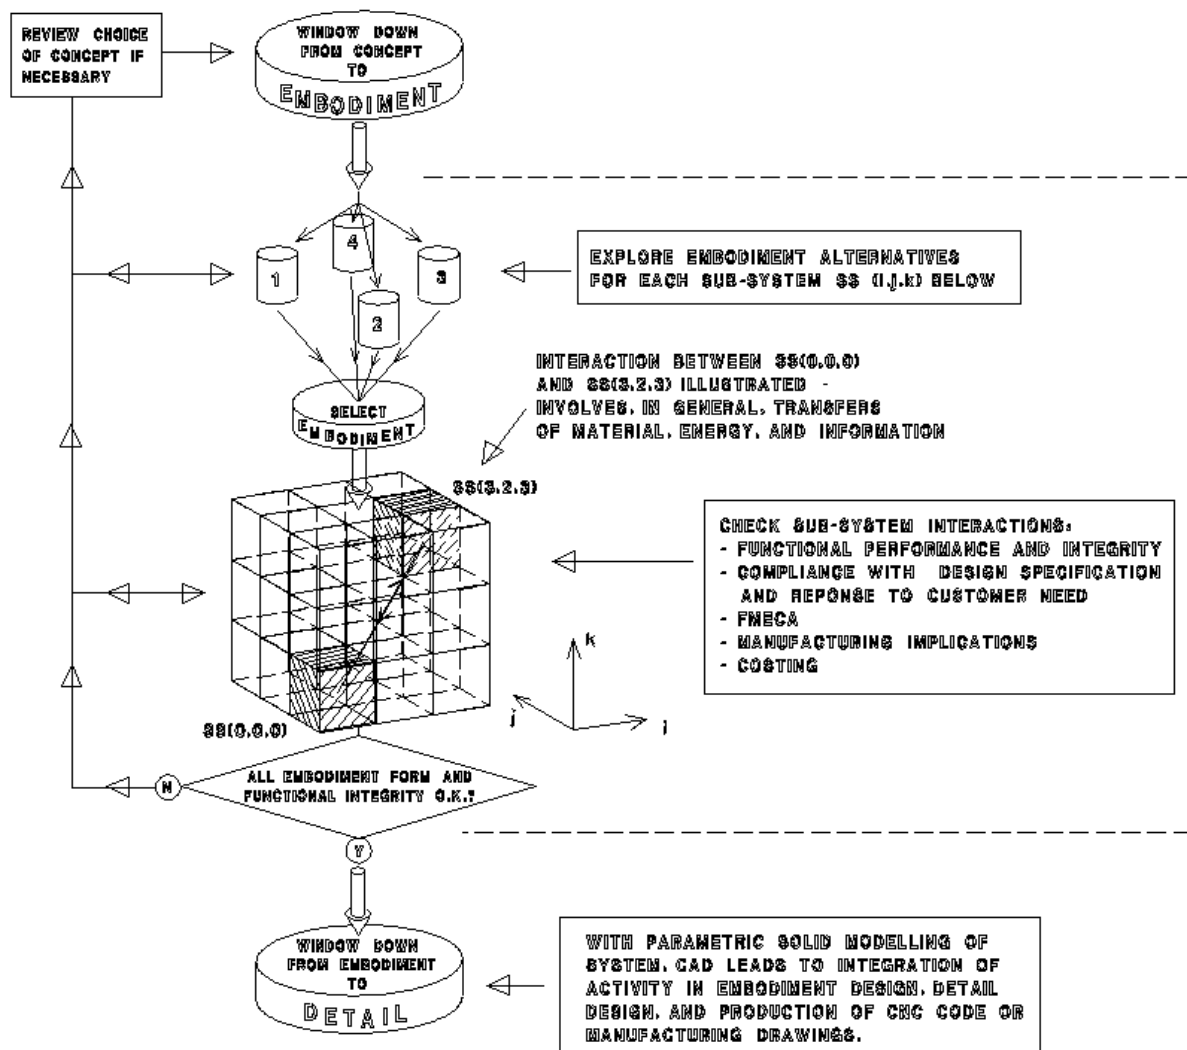 REVIEW CHOICE
OF CONCEPT IF
NECESSARY
WINDOW DOWN
FROM CONCEPT
TO
EMBODIMENT
4
1
3
2
EXPLORE EMBODIMENT ALTERNATIVES
FOR EACH SUB-SYSTEM SS (i.j.k) BELOW
INTERACTION BETWEEN SS(0.0.0)
AND SS(3.2.3) ILLUSTRATED -
INVOLVES, IN GENERAL, TRANSFERS
OF MATERIAL, ENERGY, AND INFORMATION
SELECT
EMBODIMENT
SS(3.2.3)
CHECK SUB-SYSTEM INTERACTIONS:
- FUNCTIONAL PERFORMANCE AND INTEGRITY
- COMPLIANCE WITH DESIGN SPECIFICATION
AND REPONSE TO CUSTOMER NEED
- FMECA
- MANUFACTURING IMPLICATIONS
- COSTING
k
j
i
SS(0.0.0)
ALL EMBODIMENT FORM AND
FUNCTIONAL INTEGRITY O.K.?
N
Y
WINDOW DOWN
FROM EMBODIMENT
TO
DETAIL
WITH PARAMETRIC SOLID MODELLING OF
SYSTEM, CAD LEADS TO INTEGRATION OF
ACTIVITY IN EMBODIMENT DESIGN, DETAIL
DESIGN, AND PRODUCTION OF CNC CODE OR
MANUFACTURING DRAWINGS.